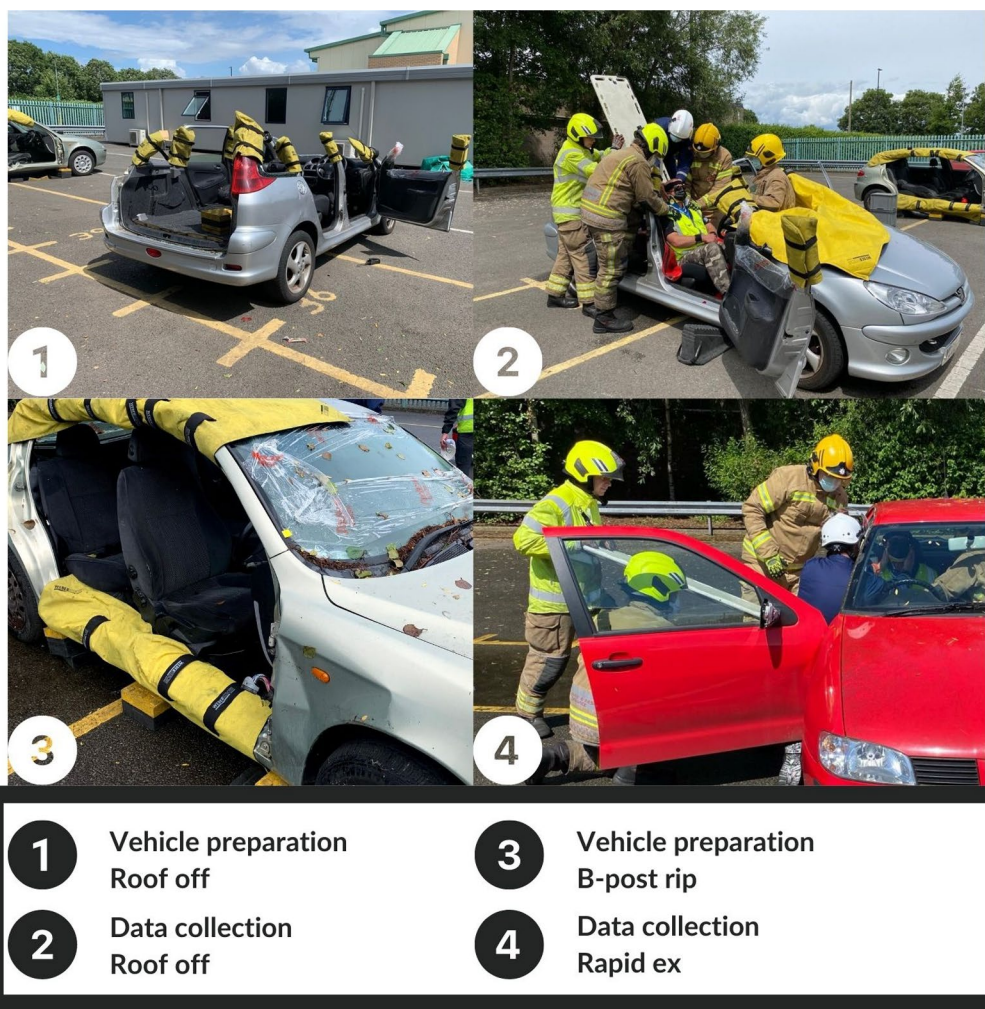 1
2
3
4
1
Vehicle preparation
Roof off
2
Data collection
Roof off
3
Vehicle preparation
B-post rip
4
Data collection
Rapid ex